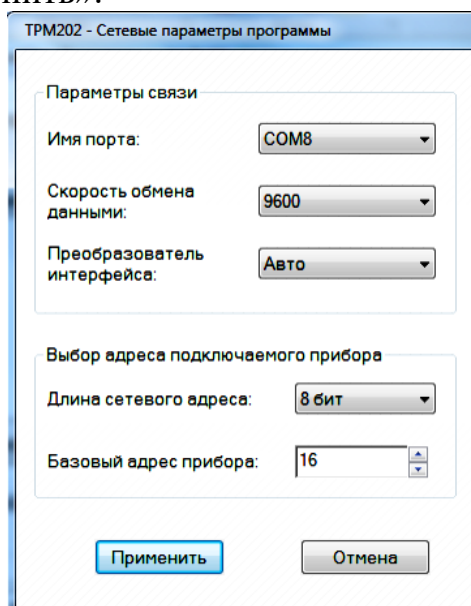 нить».
ТРМ202 - Сетевые параметры программы
Параметры связи
Имя порта:
COM8
Скорость обмена
данными:
9600
Преобразователь
интерфейса:
Авто
Выбор адреса подключаемого прибора
Длина сетевого адреса:
8 бит
Базовый адрес прибора:
16
Применить
Отмена